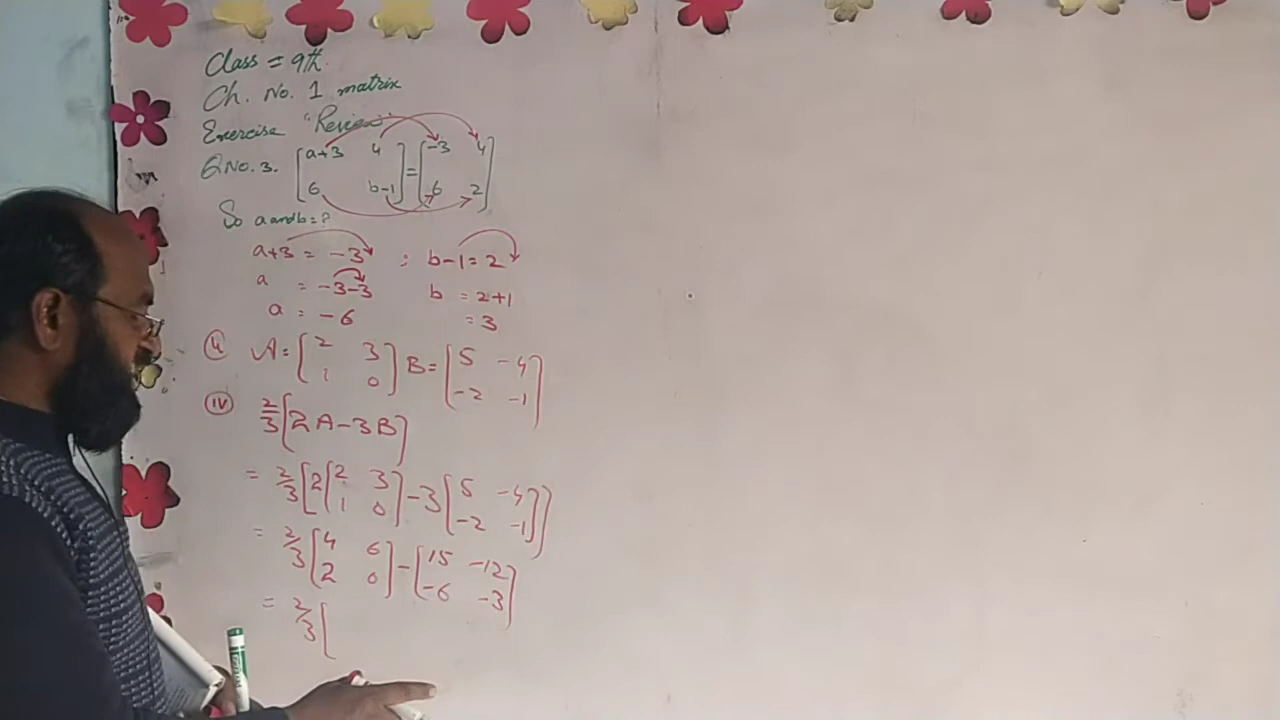 Class = 9th.
Ch. No. 1 matrix
Exercise "Review"
Q No. 3. [a+3 4] = [-3 4]
[6 b-1] [6 2]
So a and b = ?
a+3 = -3 ; b-1 = 2
a = -3-3 b = 2+1
a = -6 = 3
A = [2 3] B = [5 -4]
[1 0] [-2 -1]
(iv) 2/3 [2A-3B]
= 2/3 [2[2 3] -3 [5 -4]]
[1 0] [-2 -1]
= 2/3 [4 6] - [15 -12]
[2 0] [-6 -3]
= 2/3 [